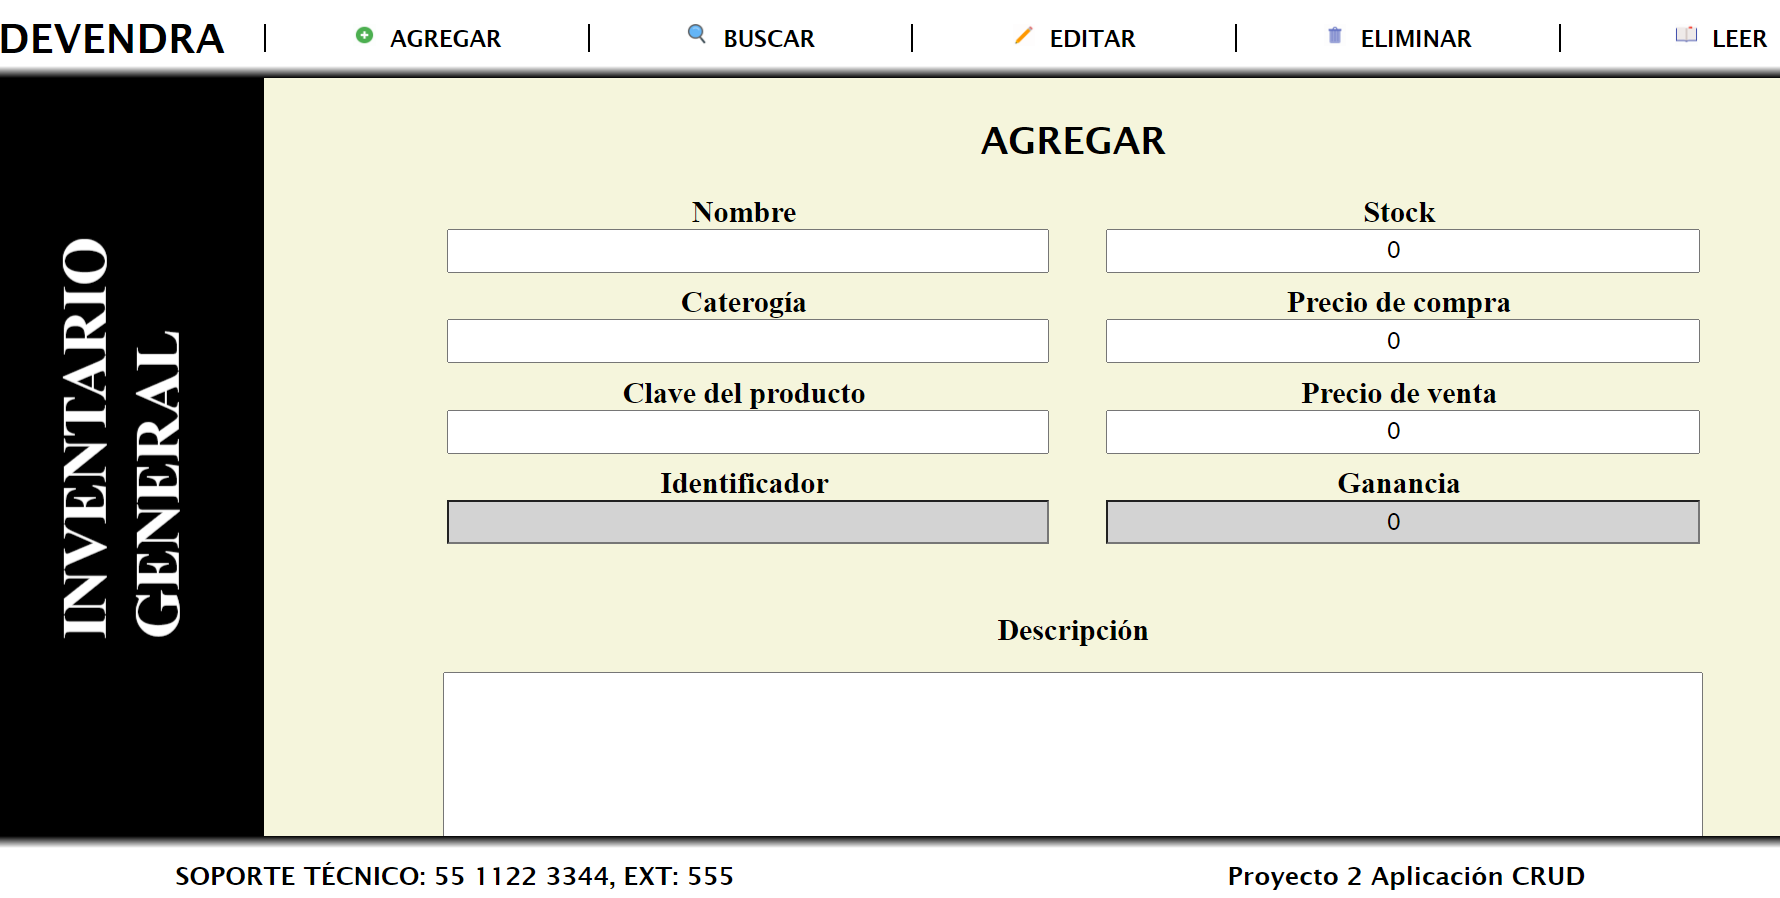 DEVENDRA
AGREGAR
BUSCAR
EDITAR
ELIMINAR
LEER
INVENTARIO
GENERAL
AGREGAR
Nombre
Stock
0
Caterogía
Precio de compra
0
Clave del producto
Precio de venta
0
Identificador
Ganancia
0
Descripción
SOPORTE TÉCNICO: 55 1122 3344, EXT: 555
Proyecto 2 Aplicación CRUD